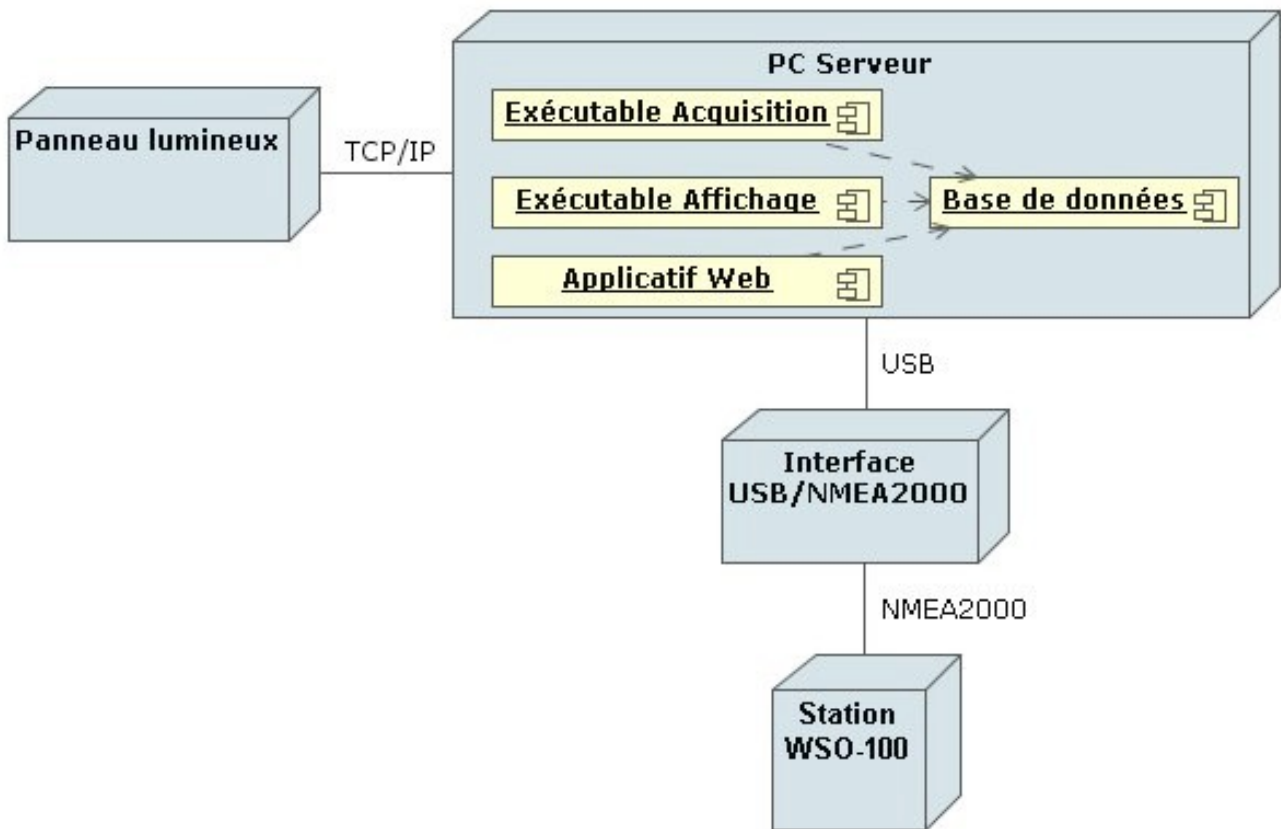 PC Serveur
Exécutable Acquisition
Panneau lumineux
TCP/IP
Exécutable Affichage
Base de données
Applicatif Web
USB
Interface
USB/NMEA2000
NMEA2000
Station
WSO-100